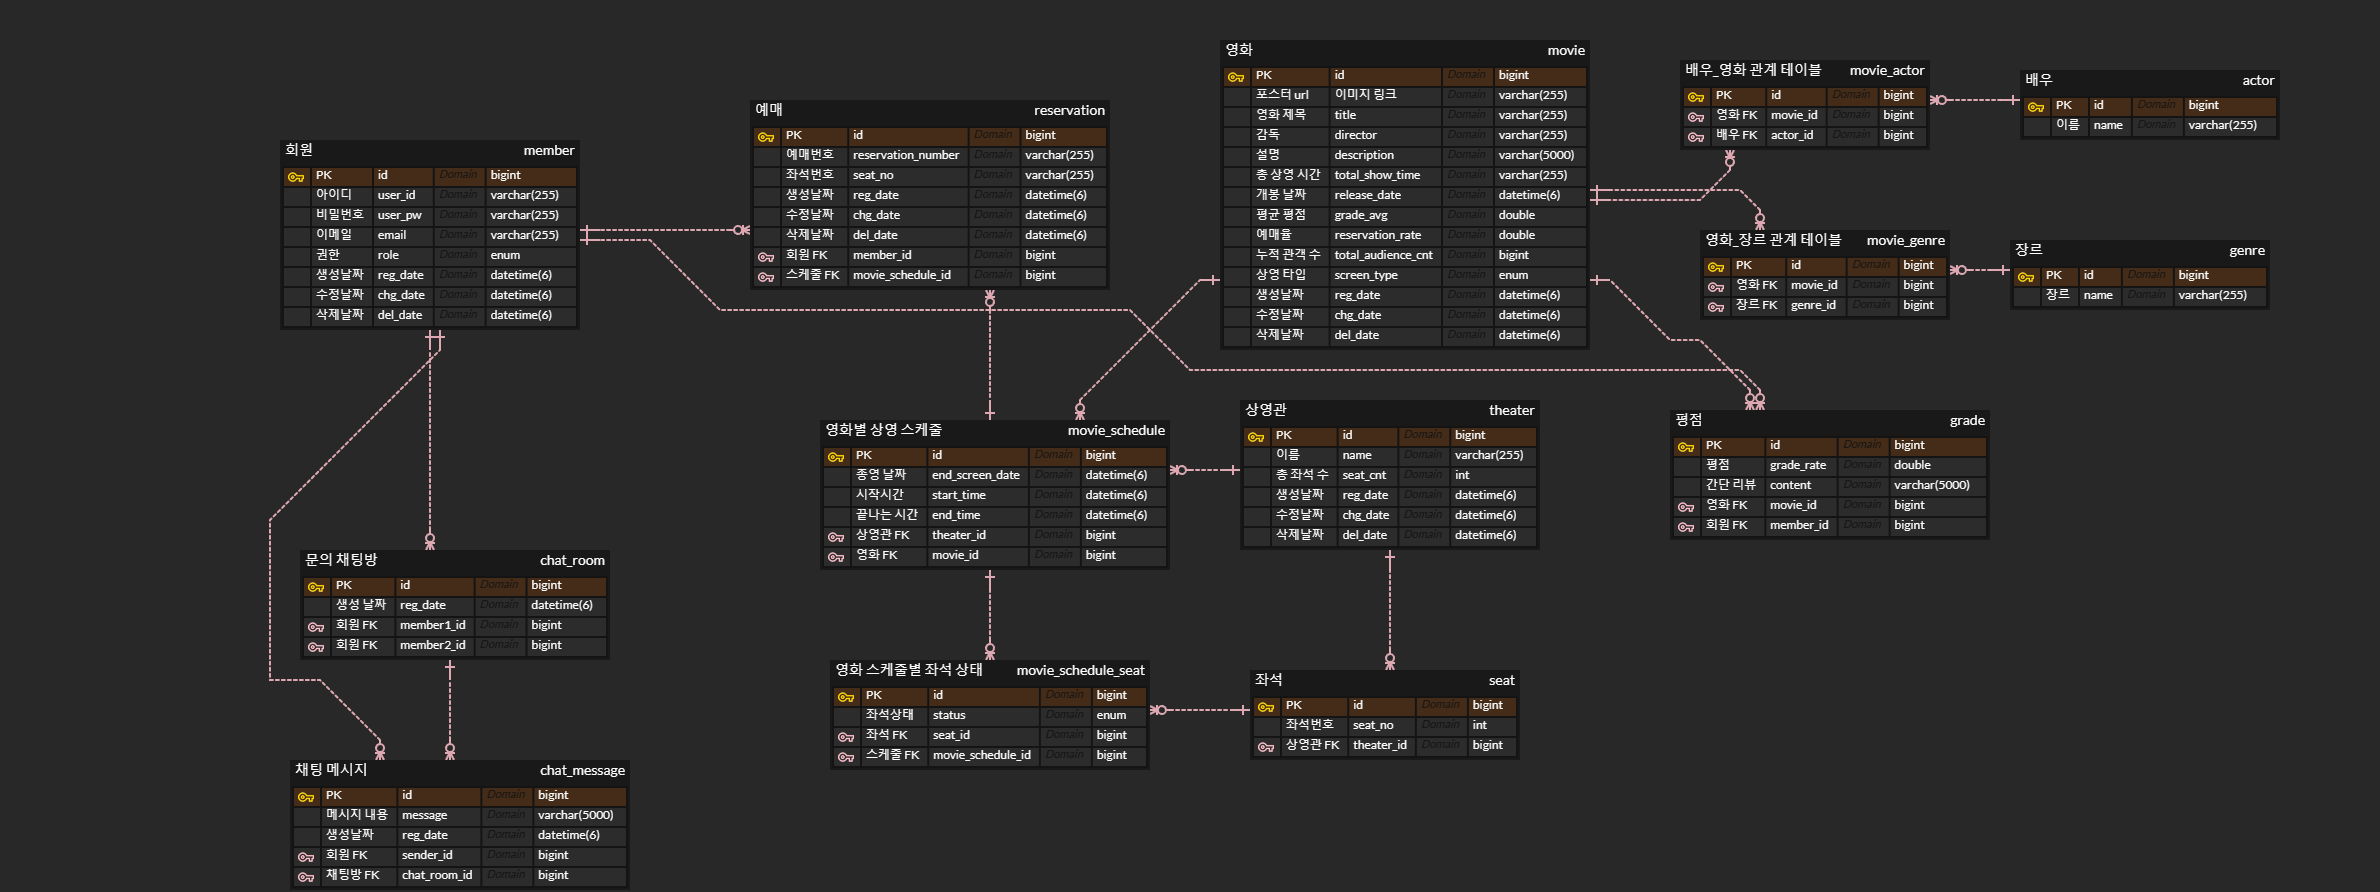 회원 member
PK id Domain bigint
아이디 user_id Domain varchar(255)
비밀번호 user_pw Domain varchar(255)
이메일 email Domain varchar(255)
권한 role Domain enum
생성날짜 reg_date Domain datetime(6)
수정날짜 chg_date Domain datetime(6)
삭제날짜 del_date Domain datetime(6)
예매 reservation
PK id Domain bigint
예매번호 reservation_number Domain varchar(255)
좌석번호 seat_no Domain varchar(255)
생성날짜 reg_date Domain datetime(6)
수정날짜 chg_date Domain datetime(6)
삭제날짜 del_date Domain datetime(6)
회원 FK member_id Domain bigint
스케줄 FK movie_schedule_id Domain bigint
영화 movie
PK id Domain bigint
포스터 url 이미지 링크 Domain varchar(255)
영화 제목 title Domain varchar(255)
감독 director Domain varchar(255)
설명 description Domain varchar(5000)
총 상영 시간 total_show_time Domain varchar(255)
개봉 날짜 release_date Domain datetime(6)
평균 평점 grade_avg Domain double
예매율 reservation_rate Domain double
누적 관객 수 total_audience_cnt Domain bigint
상영 타입 screen_type Domain enum
생성날짜 reg_date Domain datetime(6)
수정날짜 chg_date Domain datetime(6)
삭제날짜 del_date Domain datetime(6)
배우_영화 관계 테이블 movie_actor
PK id Domain bigint
영화 FK movie_id Domain bigint
배우 FK actor_id Domain bigint
배우 actor
PK id Domain bigint
이름 name Domain varchar(255)
영화_장르 관계 테이블 movie_genre
PK id Domain bigint
영화 FK movie_id Domain bigint
장르 FK genre_id Domain bigint
장르 genre
PK id Domain bigint
장르 name Domain varchar(255)
영화별 상영 스케줄 movie_schedule
PK id Domain bigint
종영 날짜 end_screen_date Domain datetime(6)
시작시간 start_time Domain datetime(6)
끝나는 시간 end_time Domain datetime(6)
상영관 FK theater_id Domain bigint
영화 FK movie_id Domain bigint
상영관 theater
PK id Domain bigint
이름 name Domain varchar(255)
총 좌석 수 seat_cnt Domain int
생성날짜 reg_date Domain datetime(6)
수정날짜 chg_date Domain datetime(6)
삭제날짜 del_date Domain datetime(6)
평점 grade
PK id Domain bigint
평점 grade_rate Domain double
간단 리뷰 content Domain varchar(5000)
영화 FK movie_id Domain bigint
회원 FK member_id Domain bigint
문의 채팅방 chat_room
PK id Domain bigint
생성 날짜 reg_date Domain datetime(6)
회원 FK member1_id Domain bigint
회원 FK member2_id Domain bigint
영화 스케줄별 좌석 상태 movie_schedule_seat
PK id Domain bigint
좌석상태 status Domain enum
좌석 FK seat_id Domain bigint
스케줄 FK movie_schedule_id Domain bigint
좌석 seat
PK id Domain bigint
좌석번호 seat_no Domain int
상영관 FK theater_id Domain bigint
채팅 메시지 chat_message
PK id Domain bigint
메시지 내용 message Domain varchar(5000)
생성날짜 reg_date Domain datetime(6)
회원 FK sender_id Domain bigint
채팅방 FK chat_room_id Domain bigint